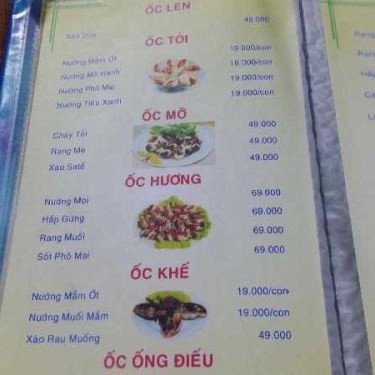 ỐC LEN
Xào Dừa 49.000
ỐC TỎI
Nướng Mắm Ớt 19.000/con
Nướng Mỡ Hành 19.000/con
Nướng Phô Mai 19.000/con
Nướng Tiêu Xanh 19.000/con
ỐC MỠ
Cháy Tỏi 49.000
Rang Me 49.000
Xào Satế 49.000
ỐC HƯƠNG
Nướng Mọi 69.000
Hấp Gừng 69.000
Rang Muối 69.000
Sốt Phô Mai 69.000
ỐC KHẾ
Nướng Mắm Ớt 19.000/con
Nướng Muối Mắm 19.000/con
Xào Rau Muống 49.000
ỐC ỐNG ĐIẾU
Rang
Rang